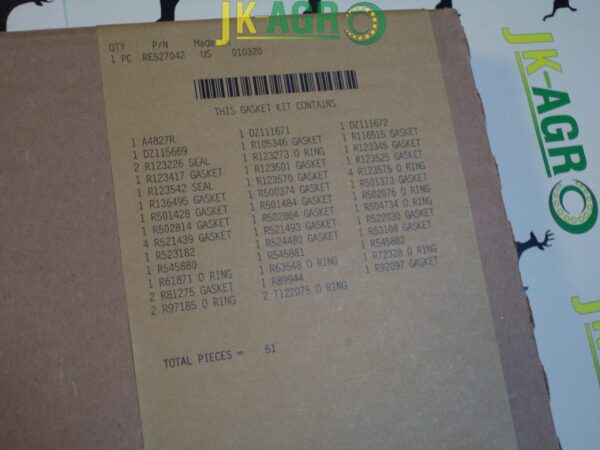 JK AGRO
JK-AGRO
QTY P/N Made
1 PC RE527042 US 010320
THIS GASKET KIT CONTAINS
1 A4827R
1 DZ115669
2 R123226 SEAL
1 R123417 GASKET
1 R123542 SEAL
1 R136495 GASKET
1 R501428 GASKET
1 R502814 GASKET
4 R521439 GASKET
1 R523182
1 R545880
1 R61871 O RING
2 R81275 GASKET
2 R97185 O RING
1 DZ111671
1 R105346 GASKET
1 R123273 O RING
1 R123501 GASKET
1 R123570 GASKET
1 R500374 GASKET
1 R501484 GASKET
1 R502864 GASKET
1 R521493 GASKET
1 R524480 GASKET
1 R545881
1 R63548 O RING
1 R89944
2 T122075 O RING
1 DZ111672
1 R116515 GASKET
1 R123345 GASKET
1 R123525 GASKET
4 R123575 O RING
1 R501373 GASKET
1 R502076 O RING
1 R504734 O RING
1 R522030 GASKET
1 R53108 GASKET
1 R545882
1 R72328 O RING
1 R92097 GASKET
TOTAL PIECES = 51
JK